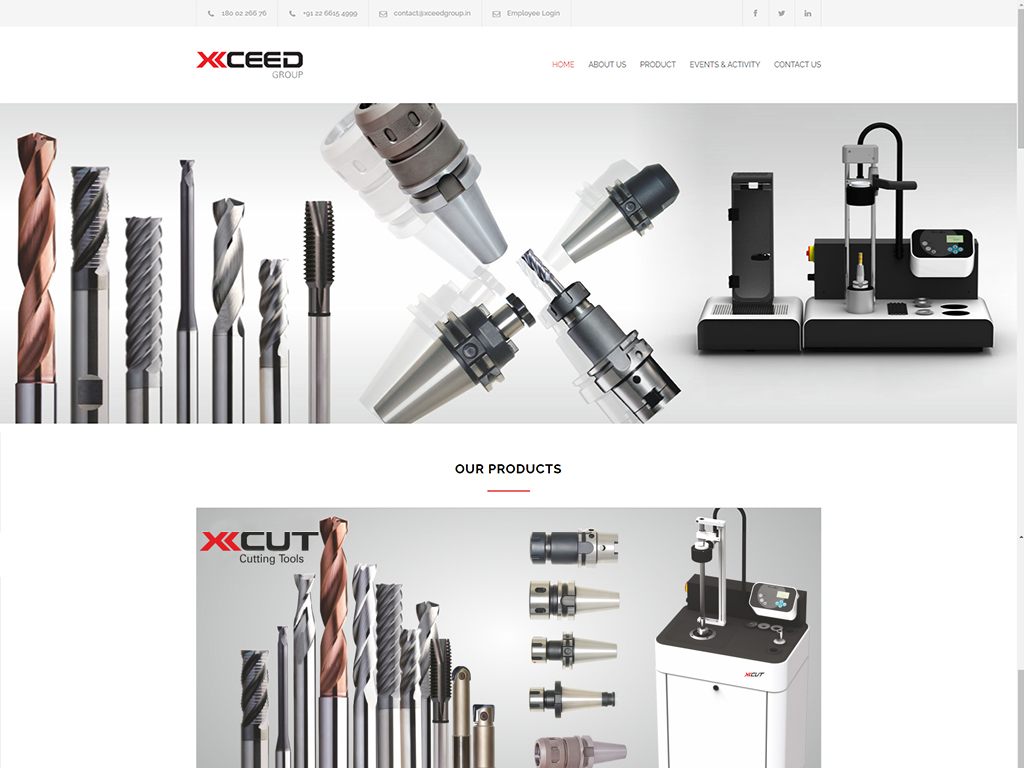 180 02 266 76
+91 22 6615 4999
contact@xceedgroup.in
Employee Login
XCEED
GROUP
HOME
ABOUT US
PRODUCT
EVENTS & ACTIVITY
CONTACT US
OUR PRODUCTS
XCUT
Cutting Tools
XCUT